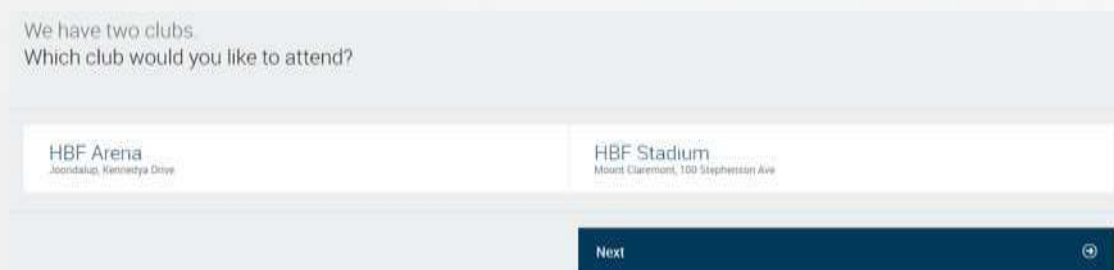 We have two clubs.
Which club would you like to attend?
HBF Arena
Joondalup, Kennedya Drive
HBF Stadium
Mount Claremont, 100 Stephenson Ave
Next